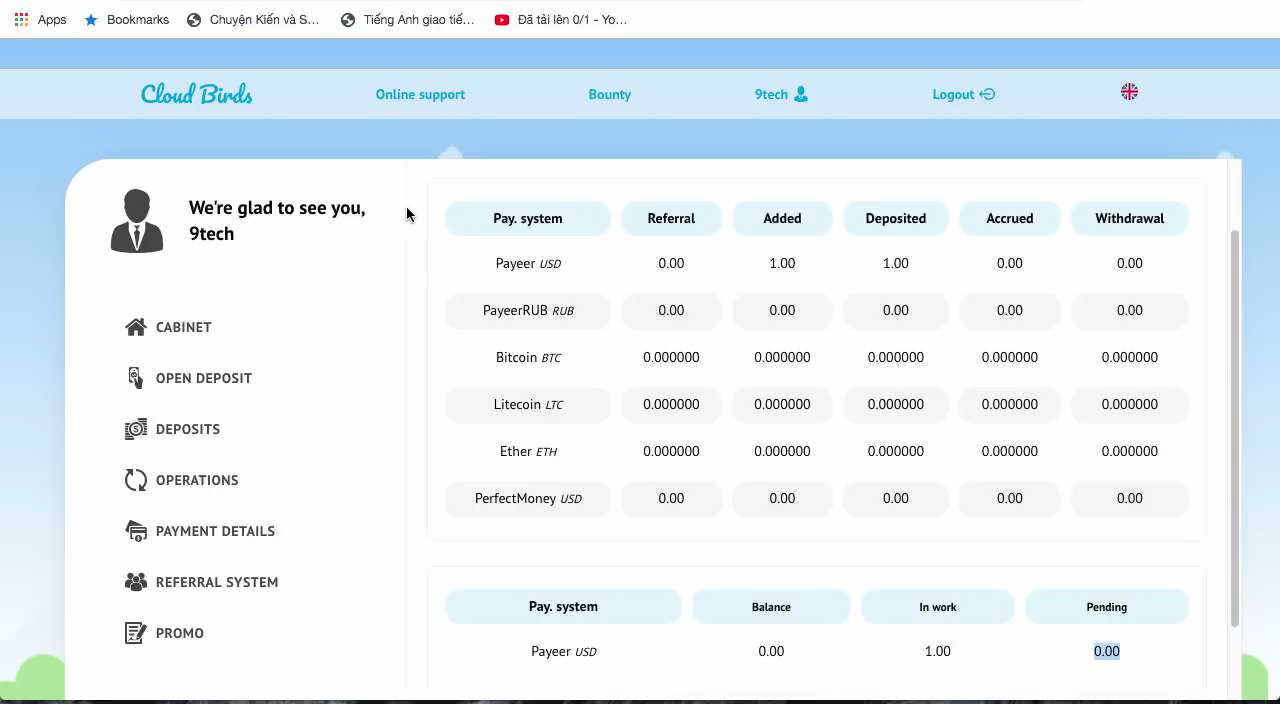 Apps Bookmarks Chuyện Kiến và S... Tiếng Anh giao tiế... Đã tải lên 0/1 - Yo...
Cloud Birds Online support Bounty 9tech Logout
We're glad to see you,
9tech
CABINET
OPEN DEPOSIT
DEPOSITS
OPERATIONS
PAYMENT DETAILS
REFERRAL SYSTEM
PROMO
Pay. system Referral Added Deposited Accrued Withdrawal
Payeer USD 0.00 1.00 1.00 0.00 0.00
PayeerRUB RUB 0.00 0.00 0.00 0.00 0.00
Bitcoin BTC 0.000000 0.000000 0.000000 0.000000 0.000000
Litecoin LTC 0.000000 0.000000 0.000000 0.000000 0.000000
Ether ETH 0.000000 0.000000 0.000000 0.000000 0.000000
PerfectMoney USD 0.00 0.00 0.00 0.00 0.00
Pay. system Balance In work Pending
Payeer USD 0.00 1.00 0.00